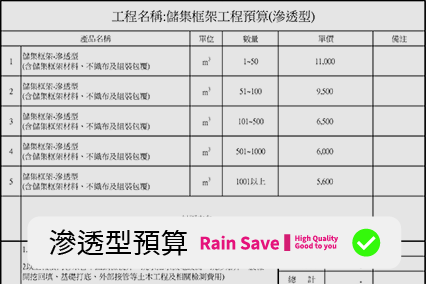 工程名稱:儲集框架工程預算(滲透型)
產品名稱 單位 數量 單價 備注
1 儲集框架-滲透型 m³ 1~50 11,000
(含儲集框架材料、不織布及組裝包覆)
2 儲集框架-滲透型 m³ 51~100 9,500
(含儲集框架材料、不織布及組裝包覆)
3 儲集框架-滲透型 m³ 101~500 6,500
(含儲集框架材料、不織布及組裝包覆)
4 儲集框架-滲透型 m³ 501~1000 6,000
(含儲集框架材料、不織布及組裝包覆)
5 儲集框架-滲透型 m³ 1001以上 5,600
(含儲集框架材料、不織布及組裝包覆)
滲透型預算 Rain Save High Quality
Good to you
開挖回填、基礎打底、外部接管等土木工程及相關檢測費用)
總 計